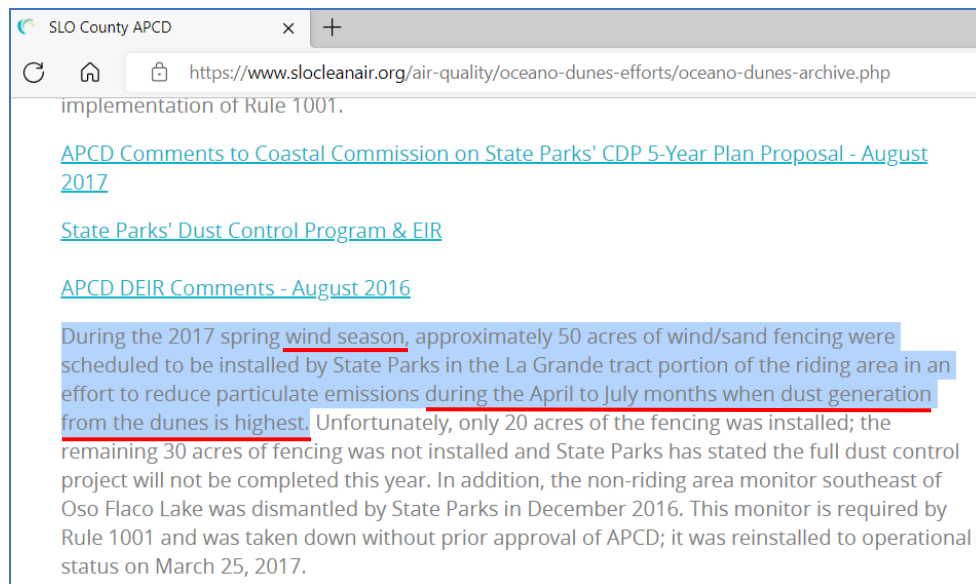 SLO County APCD
https://www.slocleanair.org/air-quality/oceano-dunes-efforts/oceano-dunes-archive.php
implementation of Rule 1001.
APCD Comments to Coastal Commission on State Parks' CDP 5-Year Plan Proposal - August
2017
State Parks' Dust Control Program & EIR
APCD DEIR Comments - August 2016
During the 2017 spring wind season, approximately 50 acres of wind/sand fencing were
scheduled to be installed by State Parks in the La Grande tract portion of the riding area in an
effort to reduce particulate emissions during the April to July months when dust generation
from the dunes is highest. Unfortunately, only 20 acres of the fencing was installed; the
remaining 30 acres of fencing was not installed and State Parks has stated the full dust control
project will not be completed this year. In addition, the non-riding area monitor southeast of
Oso Flaco Lake was dismantled by State Parks in December 2016. This monitor is required by
Rule 1001 and was taken down without prior approval of APCD; it was reinstalled to operational
status on March 25, 2017.